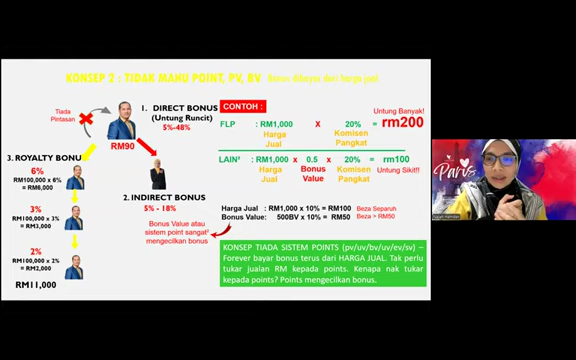 KONSEP 2 : TIDAK MAHU POINT, PV, BV Bonus dibayar dari harga jual.
Tiada
Pintasan
RM90
1. DIRECT BONUS
(Untung Runcit)
5%-48%
3. ROYALTY BONU
6%
RM100,000 x 6%
= RM6,000
3%
RM100,000 x 3%
= RM3,000
2%
RM100,000 x 2%
= RM2,000
RM11,000
2. INDIRECT BONUS
5% - 18%
Bonus Value atau
sistem point sangat²
mengecilkan bonus
CONTOH :
Untung Banyak!
FLP : RM1,000 X 20% = rm200
Harga
Jual
Komisen
Pangkat
LAIN² : RM1,000 x 0.5 x 20% = rm100
Harga
Jual
Bonus
Value
Komisen
Pangkat
Untung Sikit!!
Harga Jual : RM1,000 x 10% = RM100 Beza Separuh
Bonus Value: 500BV x 10% = RM50 Beza > RM50
KONSEP TIADA SISTEM POINTS (pv/uv/bv/uv/ev/sv) –
Forever bayar bonus terus dari HARGA JUAL. Tak perlu
tukar jualan RM kepada points. Kenapa nak tukar
kepada points? Points mengecilkan bonus.
Paris